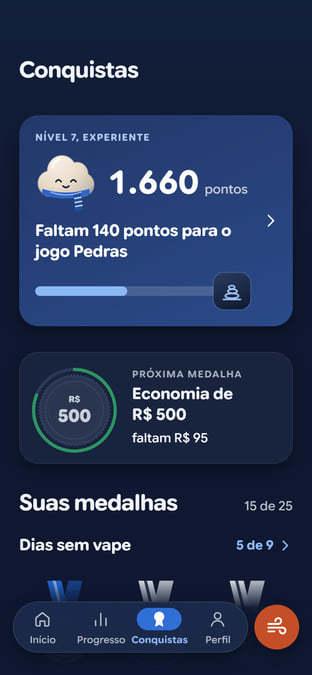 Conquistas
NÍVEL 7, EXPERIENTE
1.660 pontos
Faltam 140 pontos para o
jogo Pedras
R$
500
PRÓXIMA MEDALHA
Economia de
R$ 500
faltam R$ 95
Suas medalhas
15 de 25
Dias sem vape
5 de 9
Início
Progresso
Conquistas
Perfil